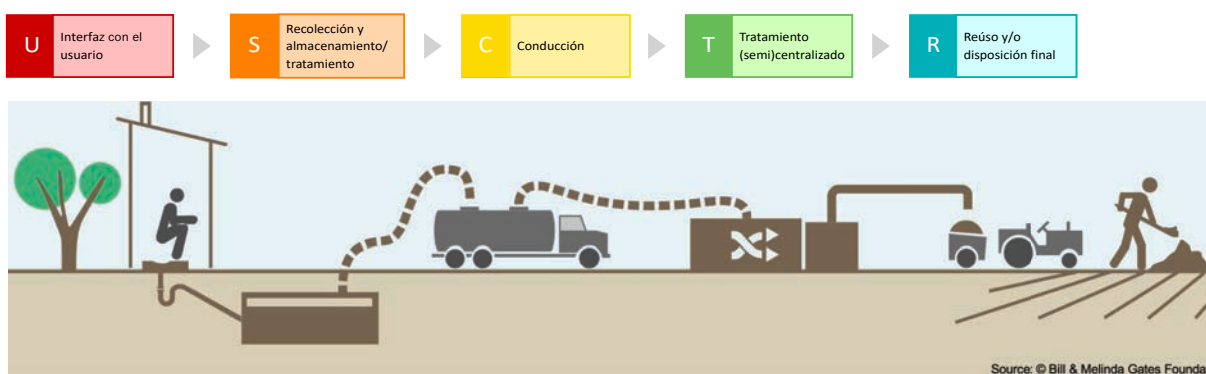 U
Interfaz con el
usuario
S
Recolección y
almacenamiento/
tratamiento
C
Conducción
T
Tratamiento
(semi)centralizado
R
Reúso y/o
disposición final
Source: © Bill & Melinda Gates Founda